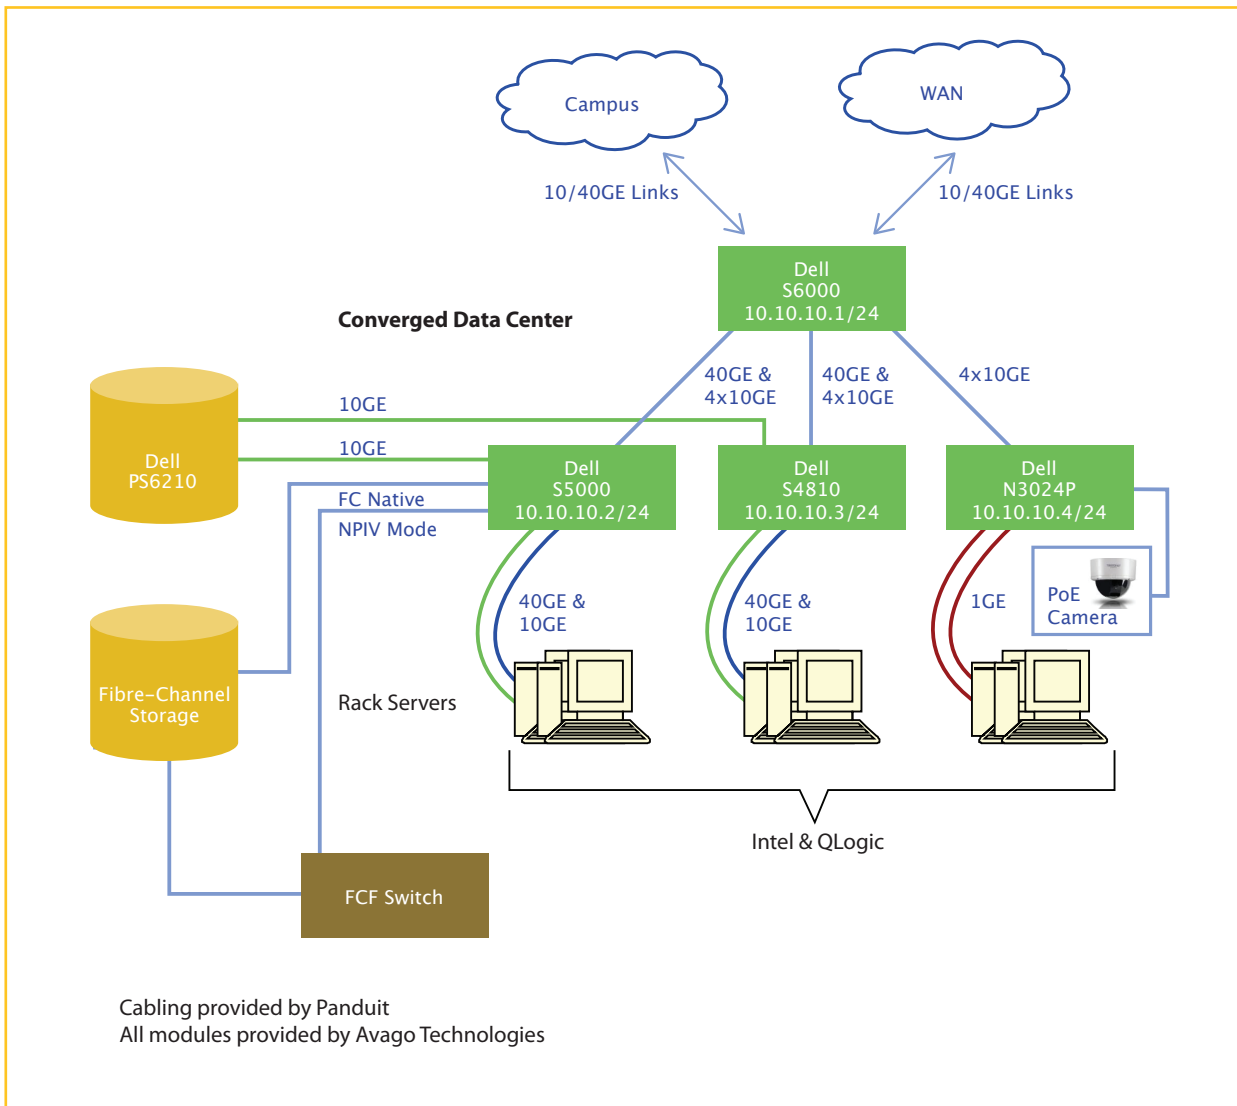 Campus
WAN
10/40GE Links
10/40GE Links
Dell
S6000
10.10.10.1/24
Converged Data Center
40GE &
4x10GE
40GE &
4x10GE
4x10GE
10GE
10GE
Dell
PS6210
Dell
S5000
10.10.10.2/24
Dell
S4810
10.10.10.3/24
Dell
N3024P
10.10.10.4/24
FC Native
NPIV Mode
40GE &
10GE
40GE &
10GE
1GE
PoE
Camera
Fibre-Channel
Storage
Rack Servers
Intel & QLogic
FCF Switch
Cabling provided by Panduit
All modules provided by Avago Technologies